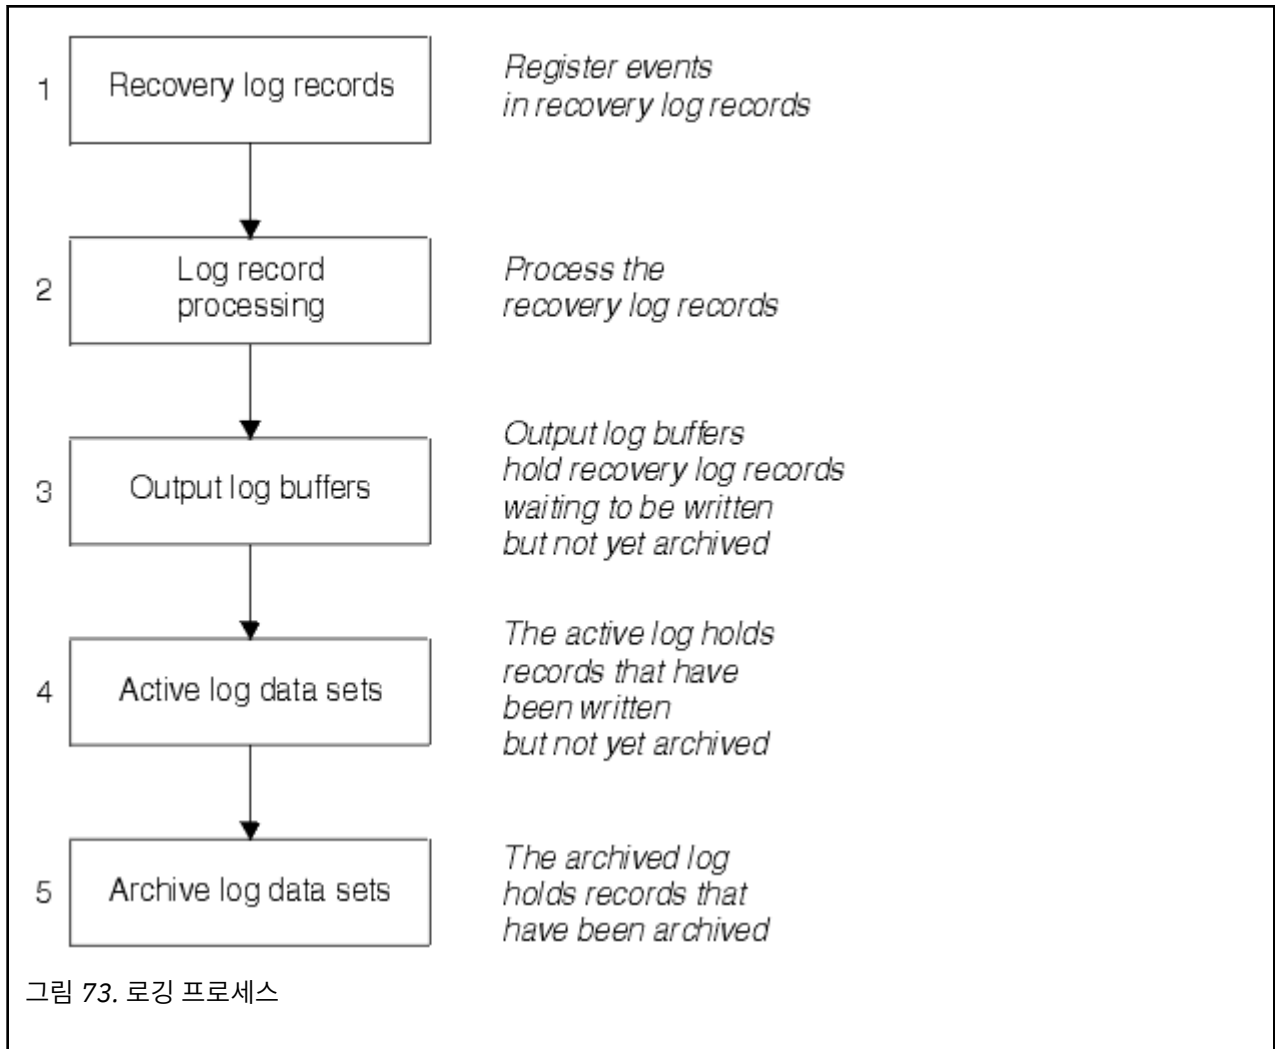 1
Recovery log records
Register events
in recovery log records
2
Log record
processing
Process the
recovery log records
3
Output log buffers
Output log buffers
hold recovery log records
waiting to be written
but not yet archived
4
Active log data sets
The active log holds
records that have
been written
but not yet archived
5
Archive log data sets
The archived log
holds records that
have been archived
그림 73. 로깅 프로세스